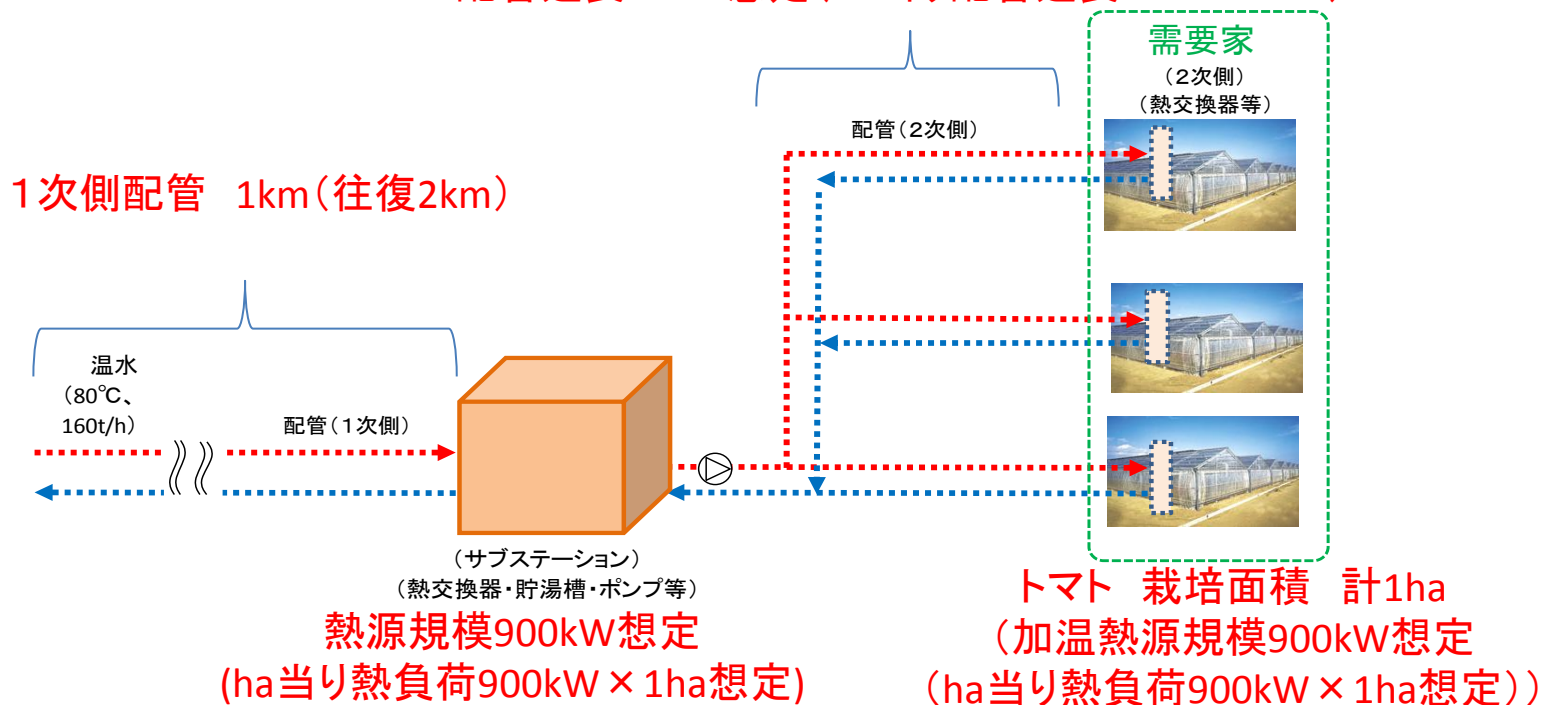 需要家
(2次側)
(熱交換器等)
配管(2次側)
1次側配管 1km(往復2km)
温水
(80℃、
160t/h)
配管(1次側)
(サブステーション)
(熱交換器・貯湯槽・ポンプ等)
熱源規模900kW想定
(ha当り熱負荷900kW×1ha想定)
トマト 栽培面積 計1ha
(加温熱源規模900kW想定
(ha当り熱負荷900kW×1ha想定))